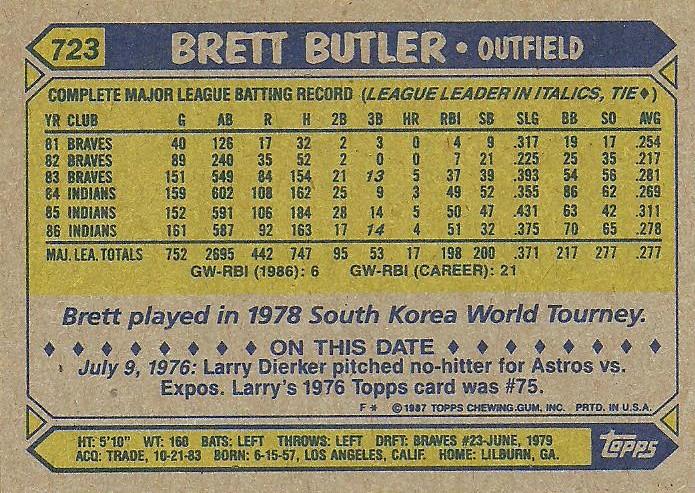 723 BRETT BUTLER • OUTFIELD
COMPLETE MAJOR LEAGUE BATTING RECORD (LEAGUE LEADER IN ITALICS, TIE♦)
YR CLUB G AB R H 2B 3B HR RBI SB SLG BB SO AVG
81 BRAVES 40 126 17 32 2 3 0 4 9 .317 19 17 .254
82 BRAVES 89 240 35 52 2 0 0 7 21 .225 25 35 .217
83 BRAVES 151 549 84 154 21 13 5 37 39 .393 54 56 .281
84 INDIANS 159 602 108 162 25 9 3 49 52 .355 86 62 .269
85 INDIANS 152 591 106 184 28 14 5 50 47 .431 63 42 .311
86 INDIANS 161 587 92 163 17 14 4 51 32 .375 70 65 .278
MAJ. LEA. TOTALS 752 2695 442 747 95 53 17 198 200 .371 217 277 .277
GW-RBI (1986): 6 GW-RBI (CAREER): 21
Brett played in 1978 South Korea World Tourney.
♦ ♦ ♦ ♦ ♦ ♦ ♦ ♦ ON THIS DATE ♦ ♦ ♦ ♦ ♦ ♦ ♦ ♦
July 9, 1976: Larry Dierker pitched no-hitter for Astros vs.
Expos. Larry's 1976 Topps card was #75.
F * © 1987 TOPPS CHEWING GUM, INC. PRTD. IN U.S.A.
HT: 5'10" WT: 160 BATS: LEFT THROWS: LEFT DRFT: BRAVES #23-JUNE, 1979
ACQ: TRADE, 10-21-83 BORN: 6-15-57, LOS ANGELES, CALIF. HOME: LILBURN, GA.
topps